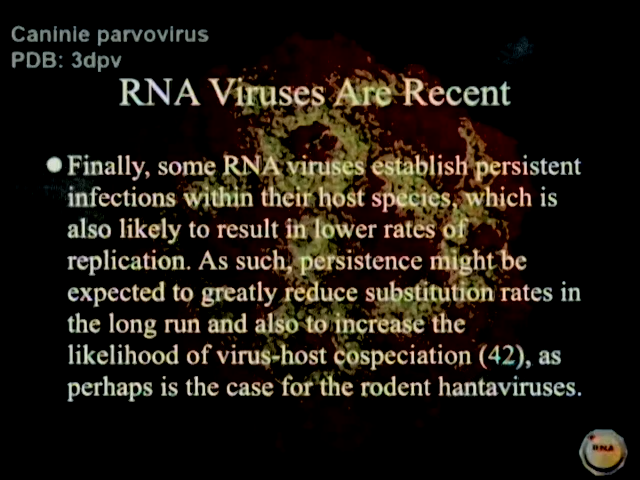 Caninie parvovirus
PDB: 3dpv
RNA Viruses Are Recent
Finally, some RNA viruses establish persistent
infections within their host species, which is
also likely to result in lower rates of
replication. As such, persistence might be
expected to greatly reduce substitution rates in
the long run and also to increase the
likelihood of virus-host cospeciation (42), as
perhaps is the case for the rodent hantaviruses.
RNA